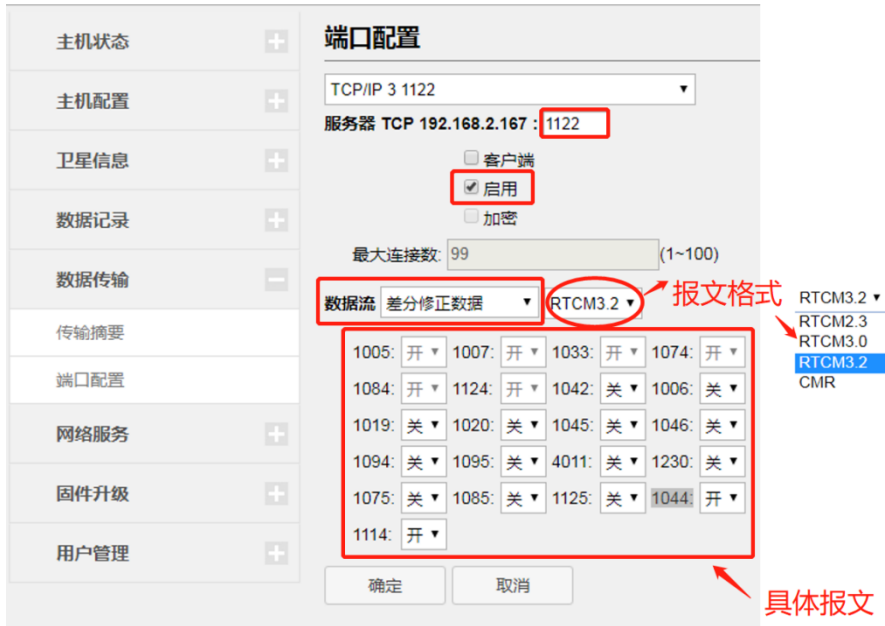 主机状态
主机配置
卫星信息
数据记录
数据传输
传输摘要
端口配置
网络服务
固件升级
用户管理
端口配置
TCP/IP 3 1122
服务器 TCP 192.168.2.167 : 1122
客户端
启用
加密
最大连接数: 99 (1~100)
数据流 差分修正数据 RTCM3.2
报文格式
1005: 开 1007: 开 1033: 开 1074: 开
1084: 开 1124: 开 1042: 关 1006: 关
1019: 关 1020: 关 1045: 关 1046: 关
1094: 关 1095: 关 4011: 关 1230: 关
1075: 关 1085: 关 1125: 关 1044: 开
1114: 开
确定 取消
具体报文
RTCM3.2
RTCM2.3
RTCM3.0
RTCM3.2
CMR